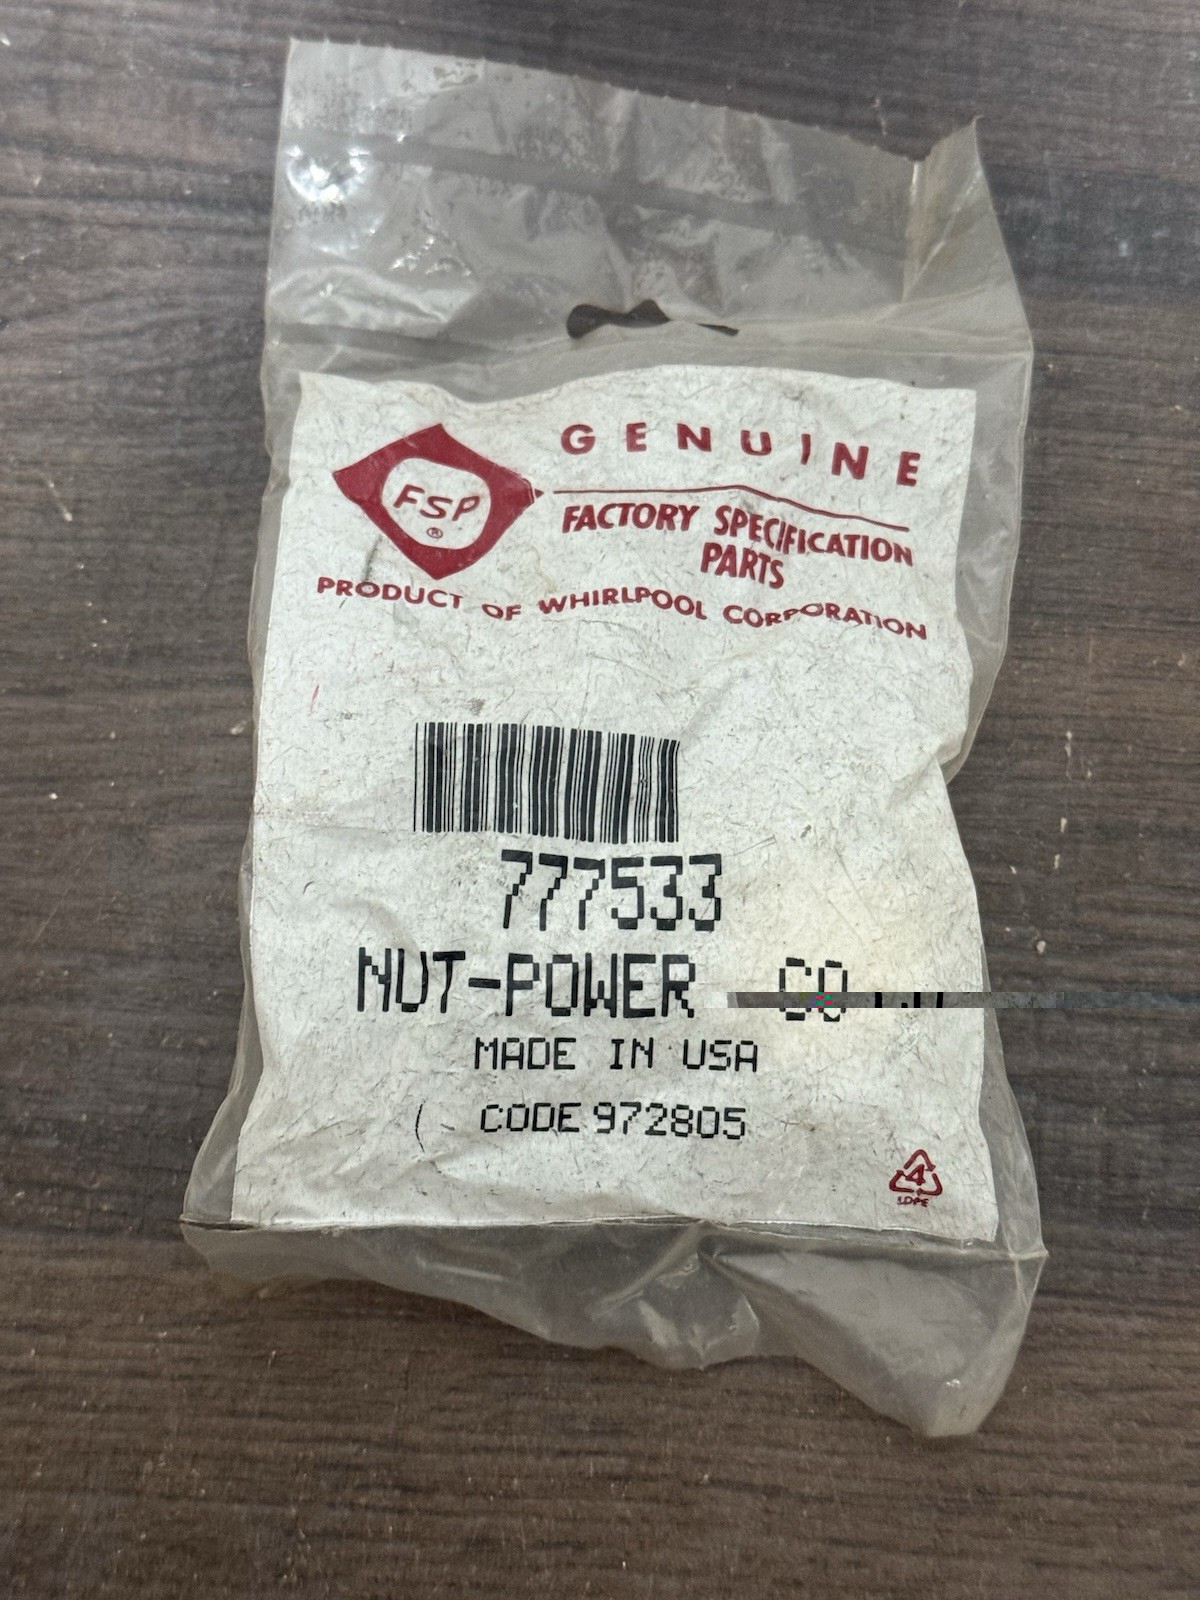 FSP
®
GENUINE
FACTORY SPECIFICATION
PARTS
PRODUCT OF WHIRLPOOL CORPORATION
777533
NUT-POWER
MADE IN USA
CODE 972805
4
LDPE